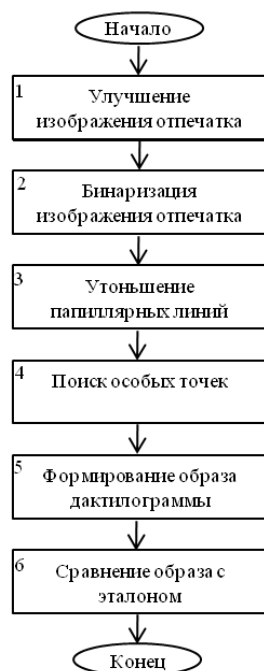 Начало
1
Улучшение
изображения отпечатка
2
Бинаризация
изображения отпечатка
3
Утоньшение
папиллярных линий
4
Поиск особых точек
5
Формирование образа
дактилограммы
6
Сравнение образа с
эталоном
Конец